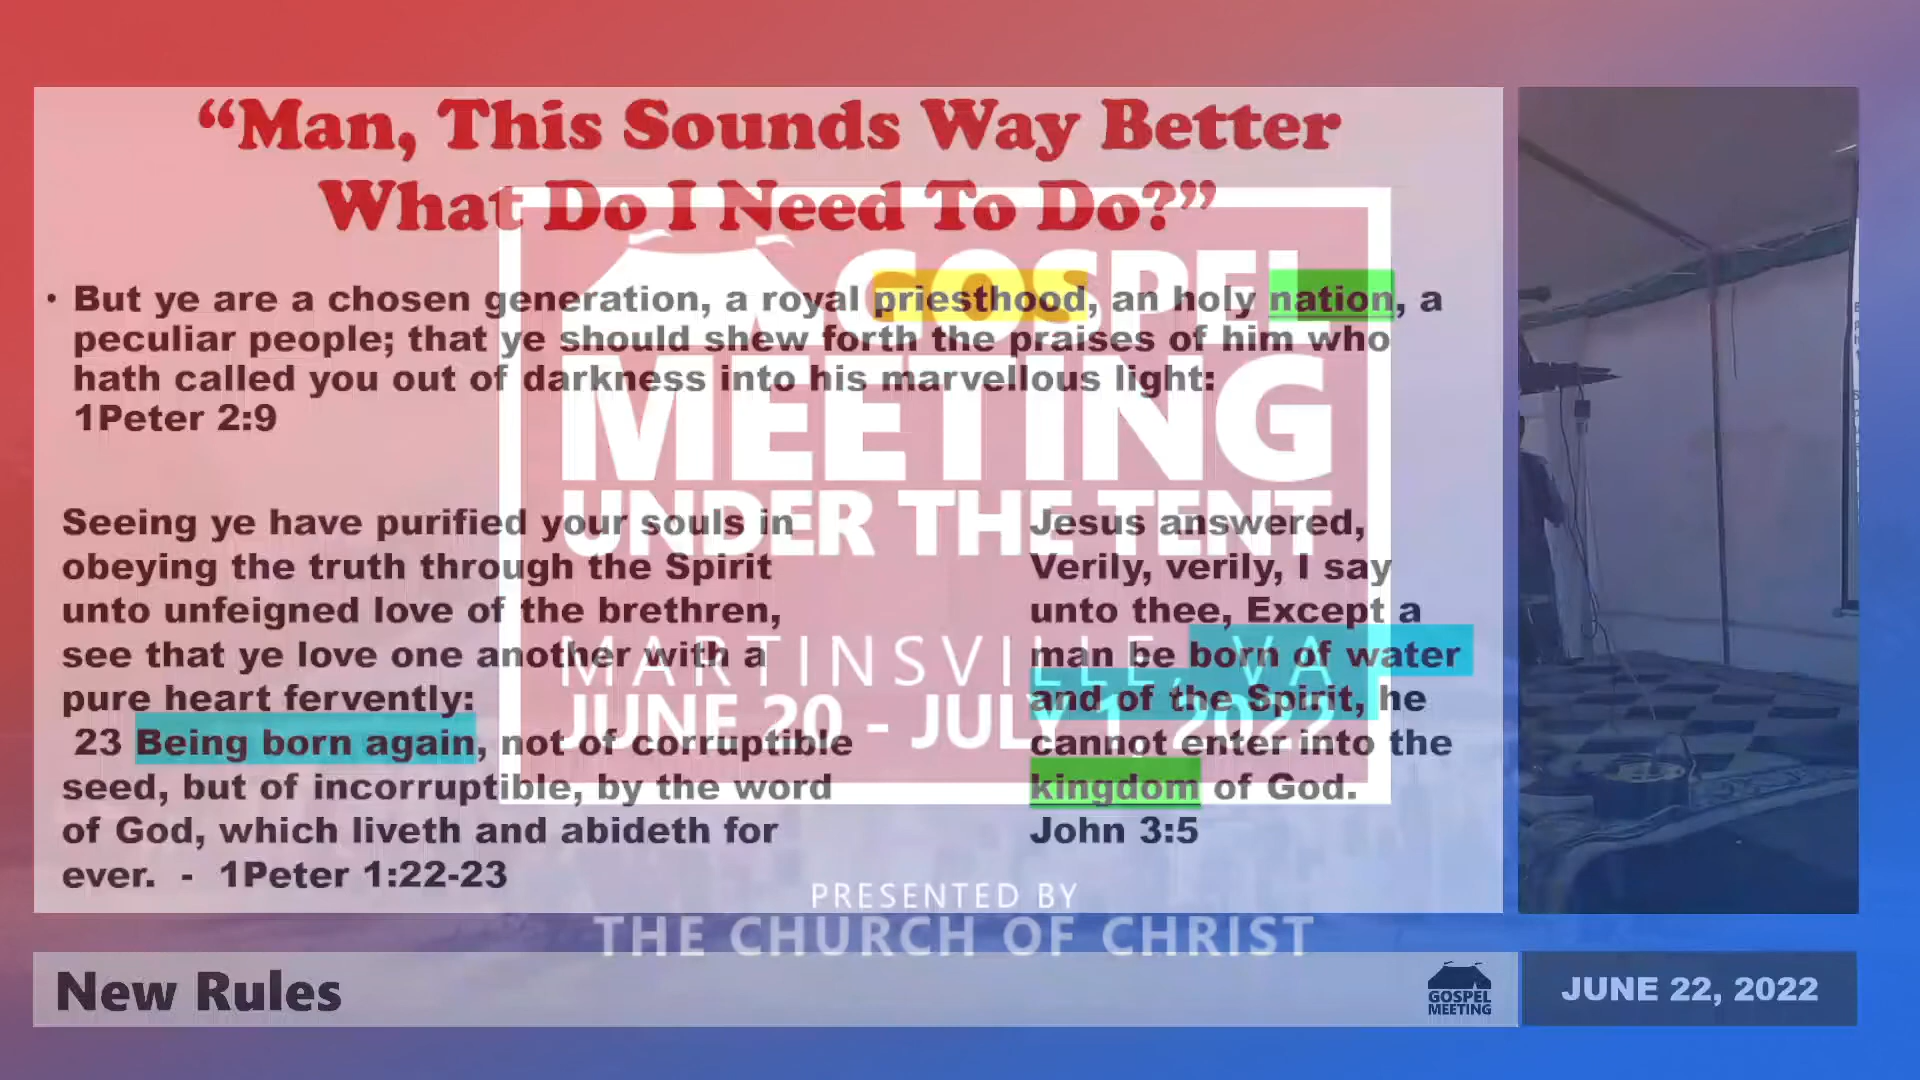 “Man, This Sounds Way Better
What Do I Need To Do?”
• But ye are a chosen generation, a royal priesthood, an holy nation, a
peculiar people; that ye should shew forth the praises of him who
hath called you out of darkness into his marvellous light:
1Peter 2:9
Seeing ye have purified your souls in
obeying the truth through the Spirit
unto unfeigned love of the brethren,
see that ye love one another with a
pure heart fervently:
23 Being born again, not of corruptible
seed, but of incorruptible, by the word
of God, which liveth and abideth for
ever. - 1Peter 1:22-23
Jesus answered,
Verily, verily, I say
unto thee, Except a
man be born of water
and of the Spirit, he
cannot enter into the
kingdom of God.
John 3:5
GOSPEL
MEETING
UNDER THE TENT
MARTINSVILLE, VA
JUNE 20 - JULY 1, 2022
PRESENTED BY
THE CHURCH OF CHRIST
New Rules
GOSPEL
MEETING
JUNE 22, 2022